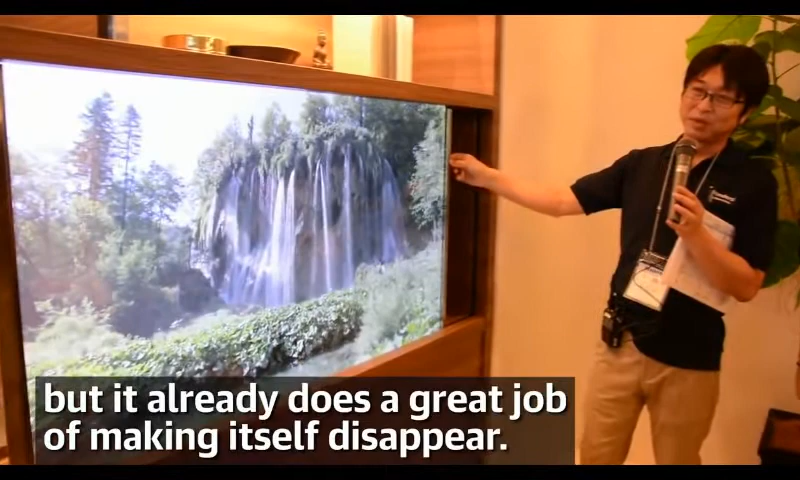 but it already does a great job
of making itself disappear.